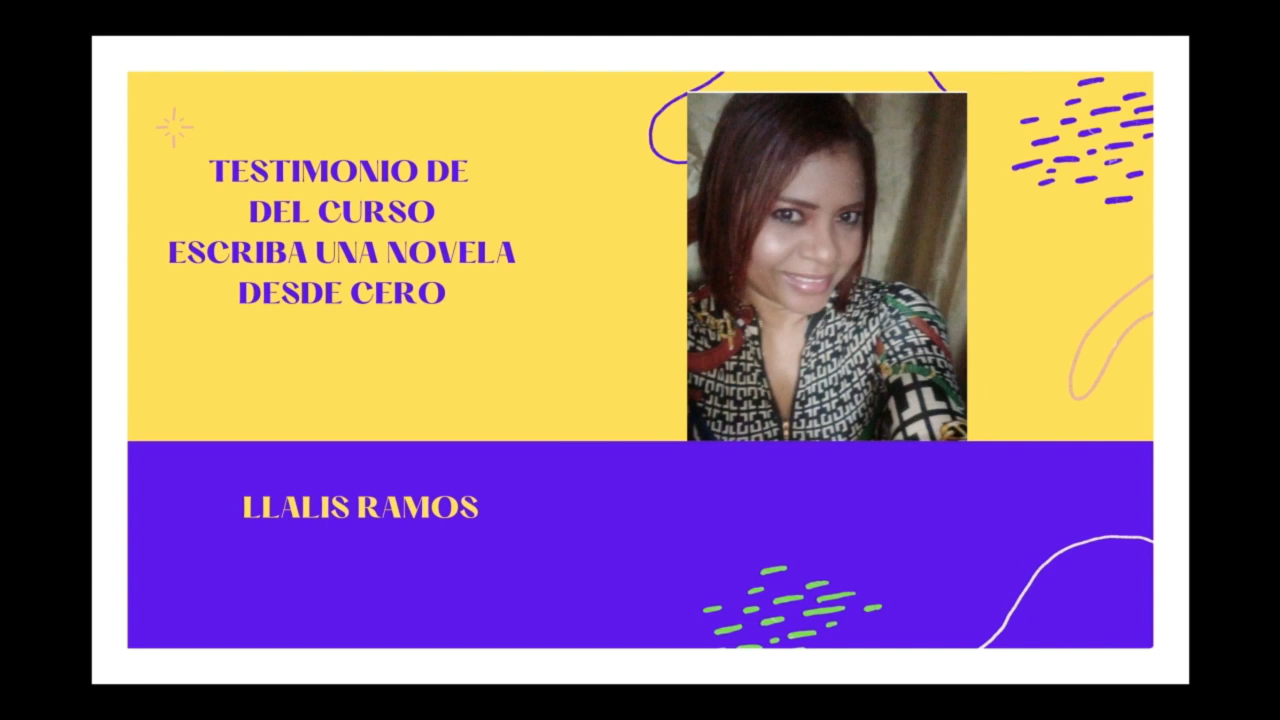 TESTIMONIO DE
DEL CURSO
ESCRIBA UNA NOVELA
DESDE CERO
LLALIS RAMOS